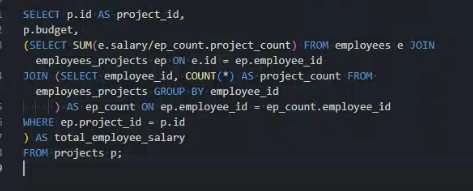 SELECT p.id AS project_id,
p.budget,
(SELECT SUM(e.salary/ep_count.project_count) FROM employees e JOIN
employees_projects ep ON e.id = ep.employee_id
JOIN (SELECT employee_id, COUNT(*) AS project_count FROM
employees_projects GROUP BY employee_id
) AS ep_count ON ep.employee_id = ep_count.employee_id
WHERE ep.project_id = p.id
) AS total_employee_salary
FROM projects p;